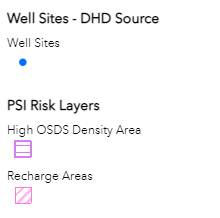 Well Sites - DHD Source
Well Sites
PSI Risk Layers
High OSDS Density Area
Recharge Areas